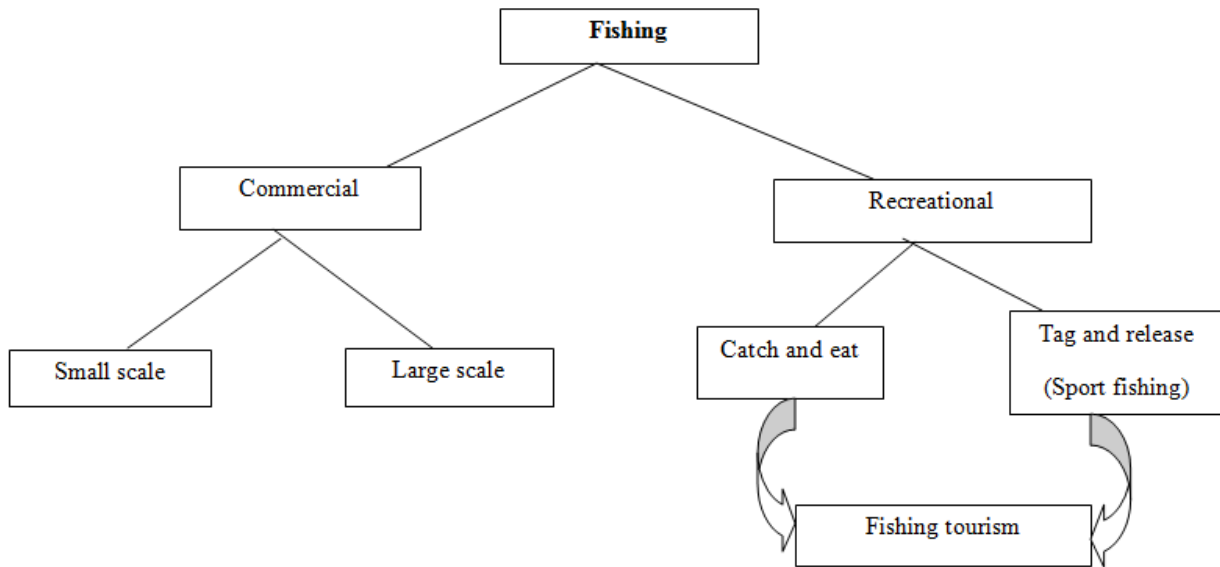 Fishing
Commercial
Recreational
Small scale
Large scale
Catch and eat
Tag and release
(Sport fishing)
Fishing tourism